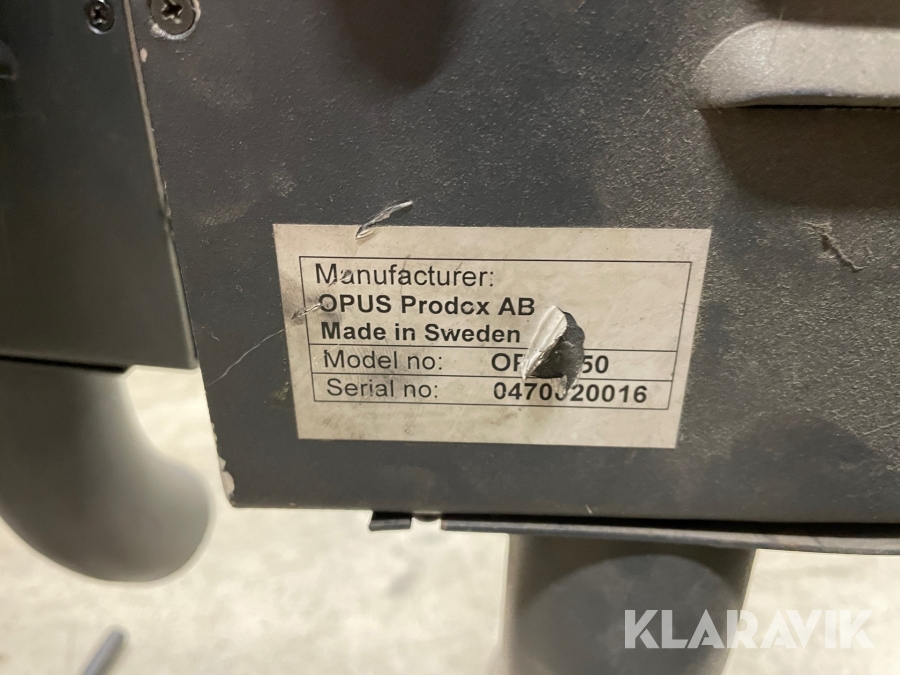 Manufacturer:
OPUS Prodox AB
Made in Sweden
Model no:
Serial no:
KLARAVIK